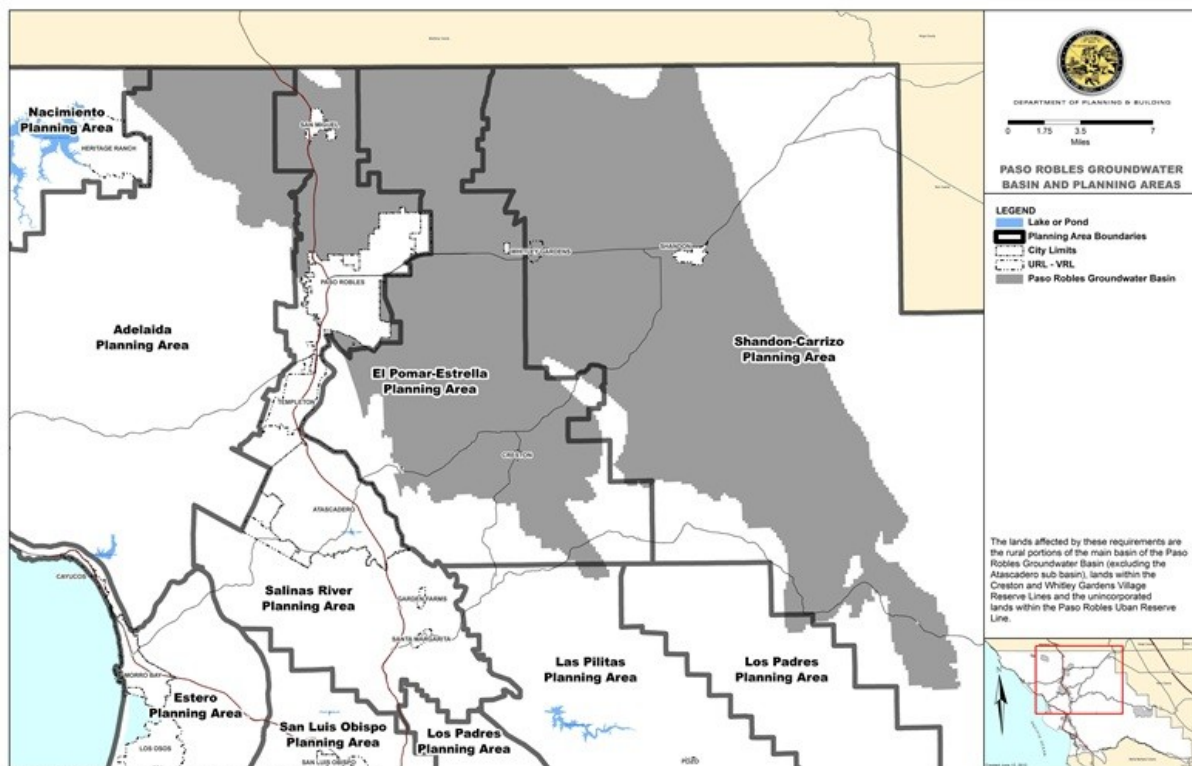 Nacimiento
Planning Area
HERITAGE RANCH
SAN MIGUEL
WHITLEY GARDENS
SHANDON
PASO ROBLES
Adelaida
Planning Area
Shandon-Carrizo
Planning Area
El Pomar-Estrella
Planning Area
TEMPLETON
CRESTON
ATASCADERO
CAYUCOS
Salinas River
Planning Area
GARDEN FARMS
SANTA MARGARITA
Las Pilitas
Planning Area
Los Padres
Planning Area
MORRO BAY
Estero
Planning Area
San Luis Obispo
Planning Area
Los Padres
Planning Area
LOS OSOS
SAN LUIS OBISPO
POZO
DEPARTMENT OF PLANNING & BUILDING
0 1.75 3.5 7
Miles
PASO ROBLES GROUNDWATER
BASIN AND PLANNING AREAS
LEGEND
Lake or Pond
Planning Area Boundaries
City Limits
URL - VRL
Paso Robles Groundwater Basin
The lands affected by these requirements are
the rural portions of the main basin of the Paso
Robles Groundwater Basin (excluding the
Atascadero sub basin), lands within the
Creston and Whitley Gardens Village
Reserve Lines and the unincorporated
lands within the Paso Robles Uban Reserve
Line.